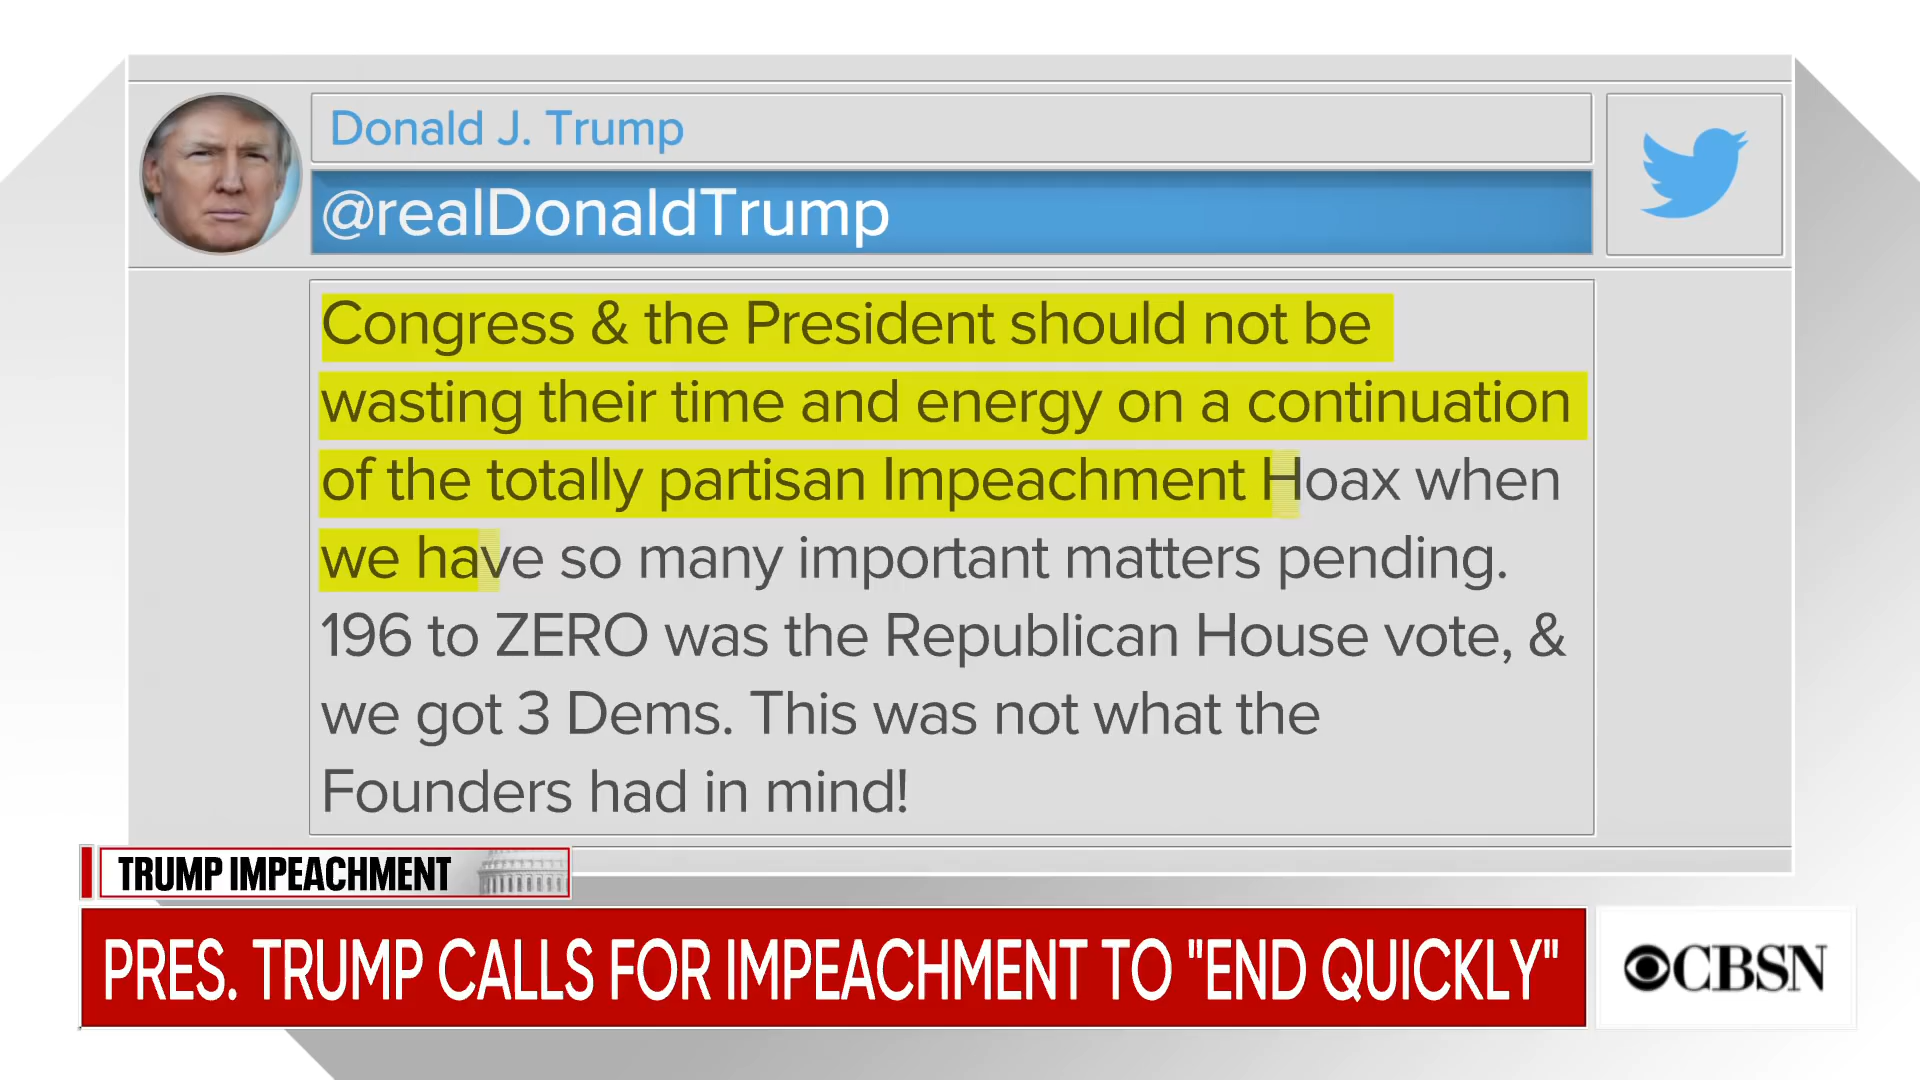 Donald J. Trump
@realDonaldTrump
Congress & the President should not be
wasting their time and energy on a continuation
of the totally partisan Impeachment Hoax when
we have so many important matters pending.
196 to ZERO was the Republican House vote, &
we got 3 Dems. This was not what the
Founders had in mind!
TRUMP IMPEACHMENT
PRES. TRUMP CALLS FOR IMPEACHMENT TO "END QUICKLY"
CBSN